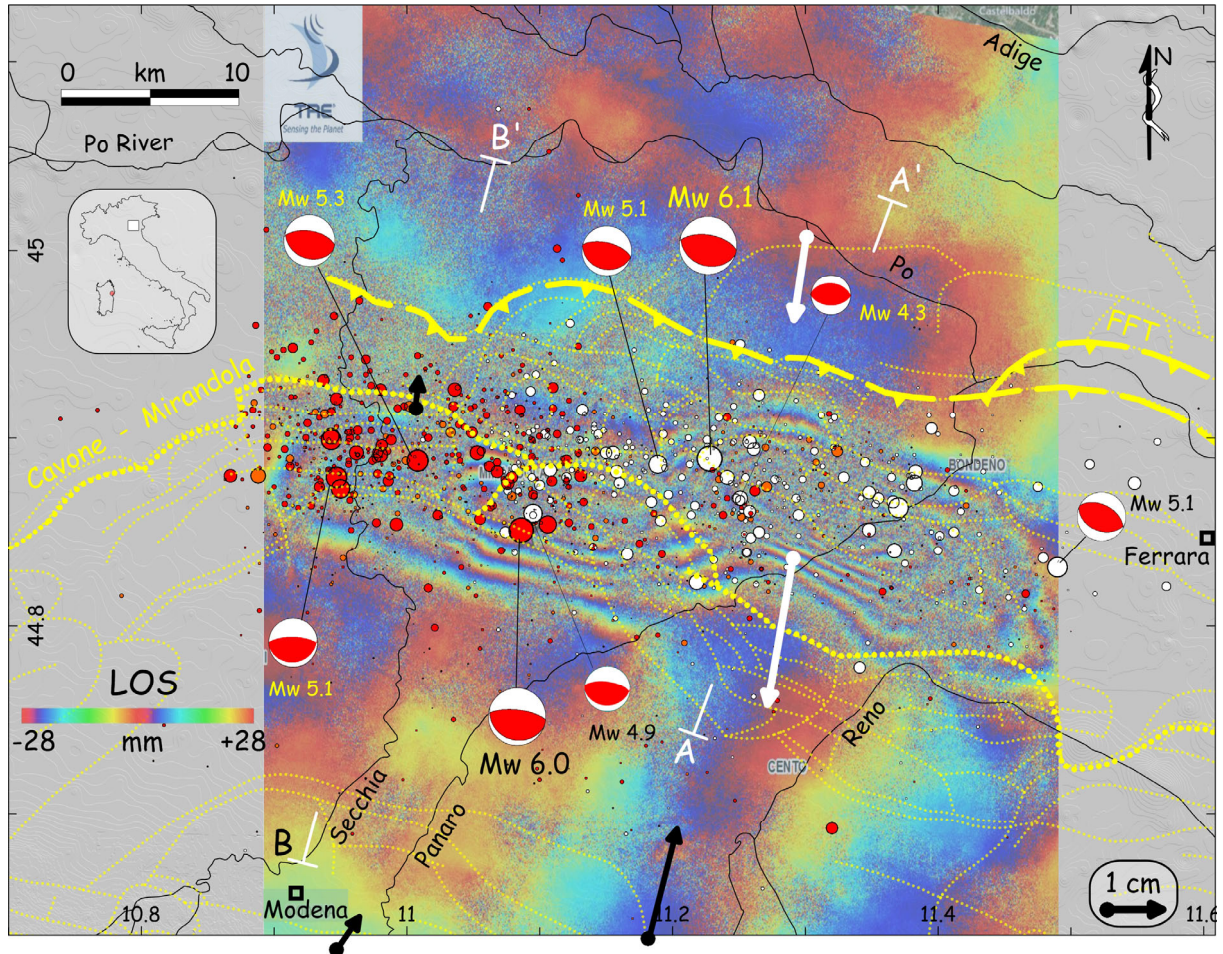 Castelbaldo
Adige
N
0 km 10
TRE
Sensing the Planet
Po River
B'
A'
Mw 5.3
Mw 5.1
Mw 6.1
45
Po
Mw 4.3
FFT
Cavone - Mirandola
BONDENO
Mw 5.1
Ferrara
44.8
LOS
Mw 5.1
-28 mm +28
Mw 4.9
A
Reno
Mw 6.0
CENTO
Secchia
Panaro
B
1 cm
Modena
10.8
11
11.2
11.4
11.6